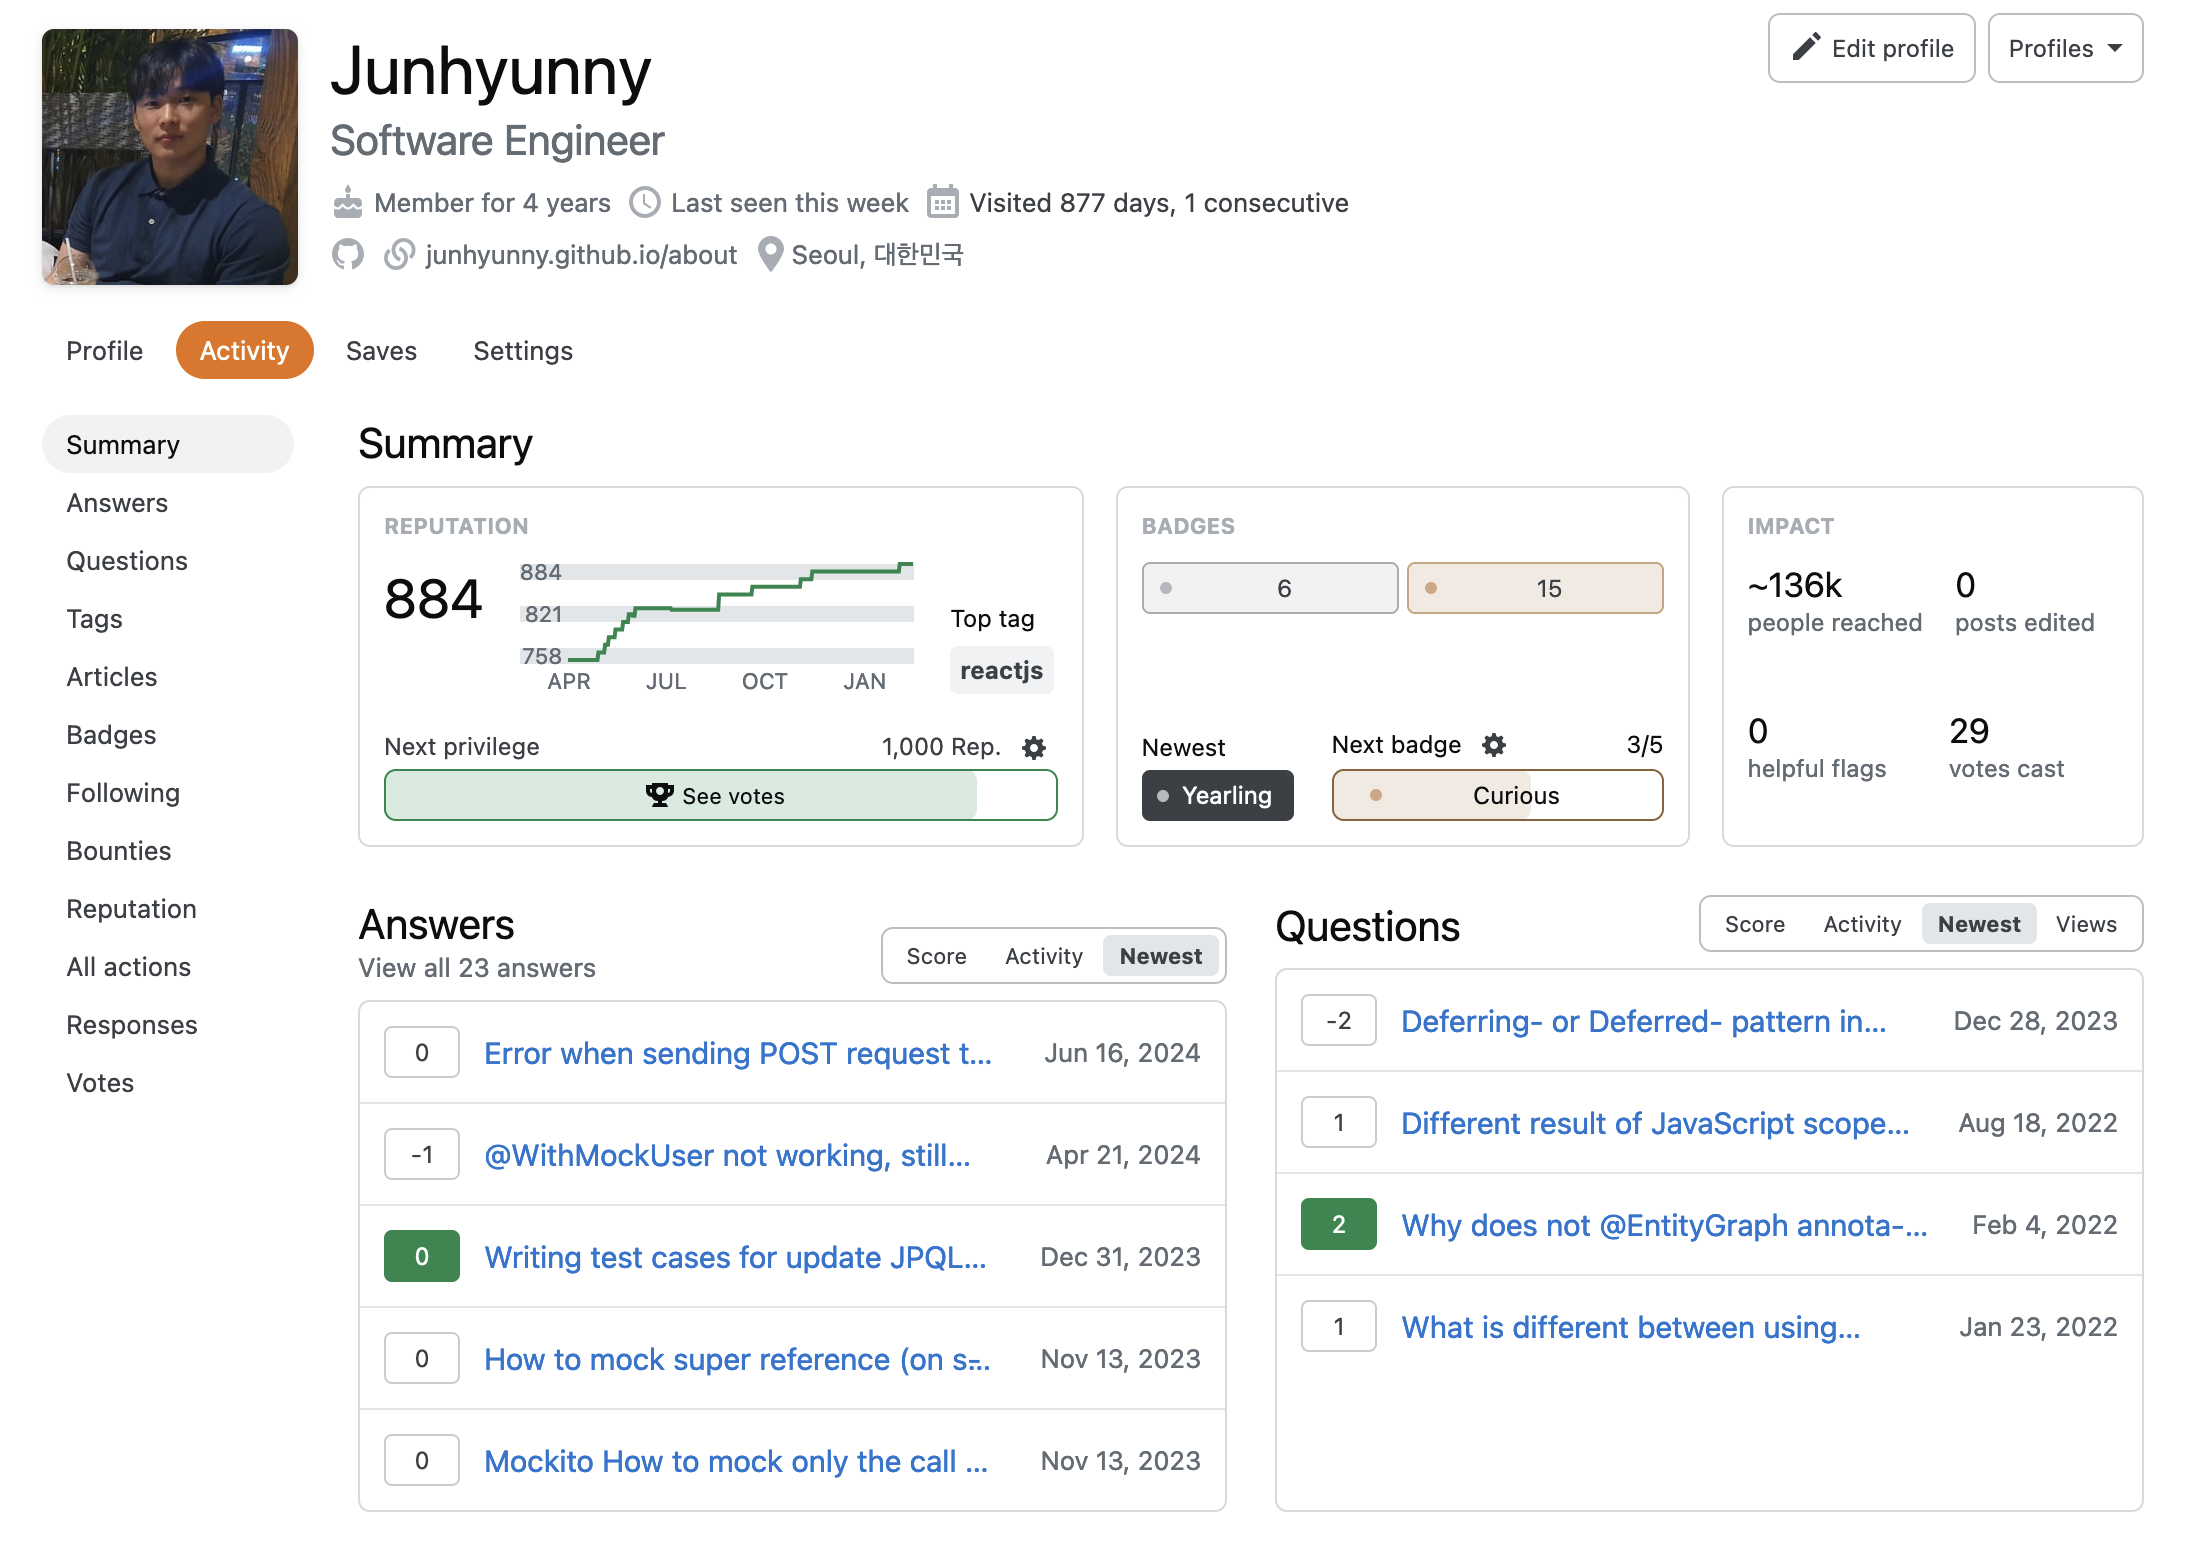 Junhyunny
Edit profile
Profiles
Software Engineer
Member for 4 years Last seen this week Visited 877 days, 1 consecutive
junhyunny.github.io/about Seoul, 대한민국
Profile Activity Saves Settings
Summary
Answers
Questions
Tags
Articles
Badges
Following
Bounties
Reputation
All actions
Responses
Votes
Summary
REPUTATION
884
884
821
758
APR JUL OCT JAN
Top tag
reactjs
Next privilege 1,000 Rep.
See votes
BADGES
6 15
Newest
Yearling
Next badge 3/5
Curious
IMPACT
~136k
people reached
0
posts edited
0
helpful flags
29
votes cast
Answers
View all 23 answers
Score Activity Newest
0 Error when sending POST request t... Jun 16, 2024
-1 @WithMockUser not working, still... Apr 21, 2024
0 Writing test cases for update JPQL... Dec 31, 2023
0 How to mock super reference (on s-... Nov 13, 2023
0 Mockito How to mock only the call ... Nov 13, 2023
Questions
Score Activity Newest Views
-2 Deferring- or Deferred- pattern in... Dec 28, 2023
1 Different result of JavaScript scope... Aug 18, 2022
2 Why does not @EntityGraph annota-... Feb 4, 2022
1 What is different between using... Jan 23, 2022